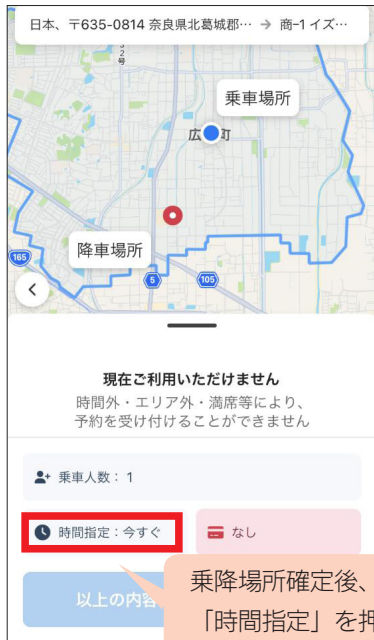 日本、〒635-0814 奈良県北葛城郡… → 商-1 イズ…
32
号
乗車場所
広
町
降車場所
165
5
105
現在ご利用いただけません
時間外・エリア外・満席等により、
予約を受け付けることができません
乗車人数： 1
時間指定：今すぐ
なし
以上の内容
乗降場所確定後、
「時間指定」を押